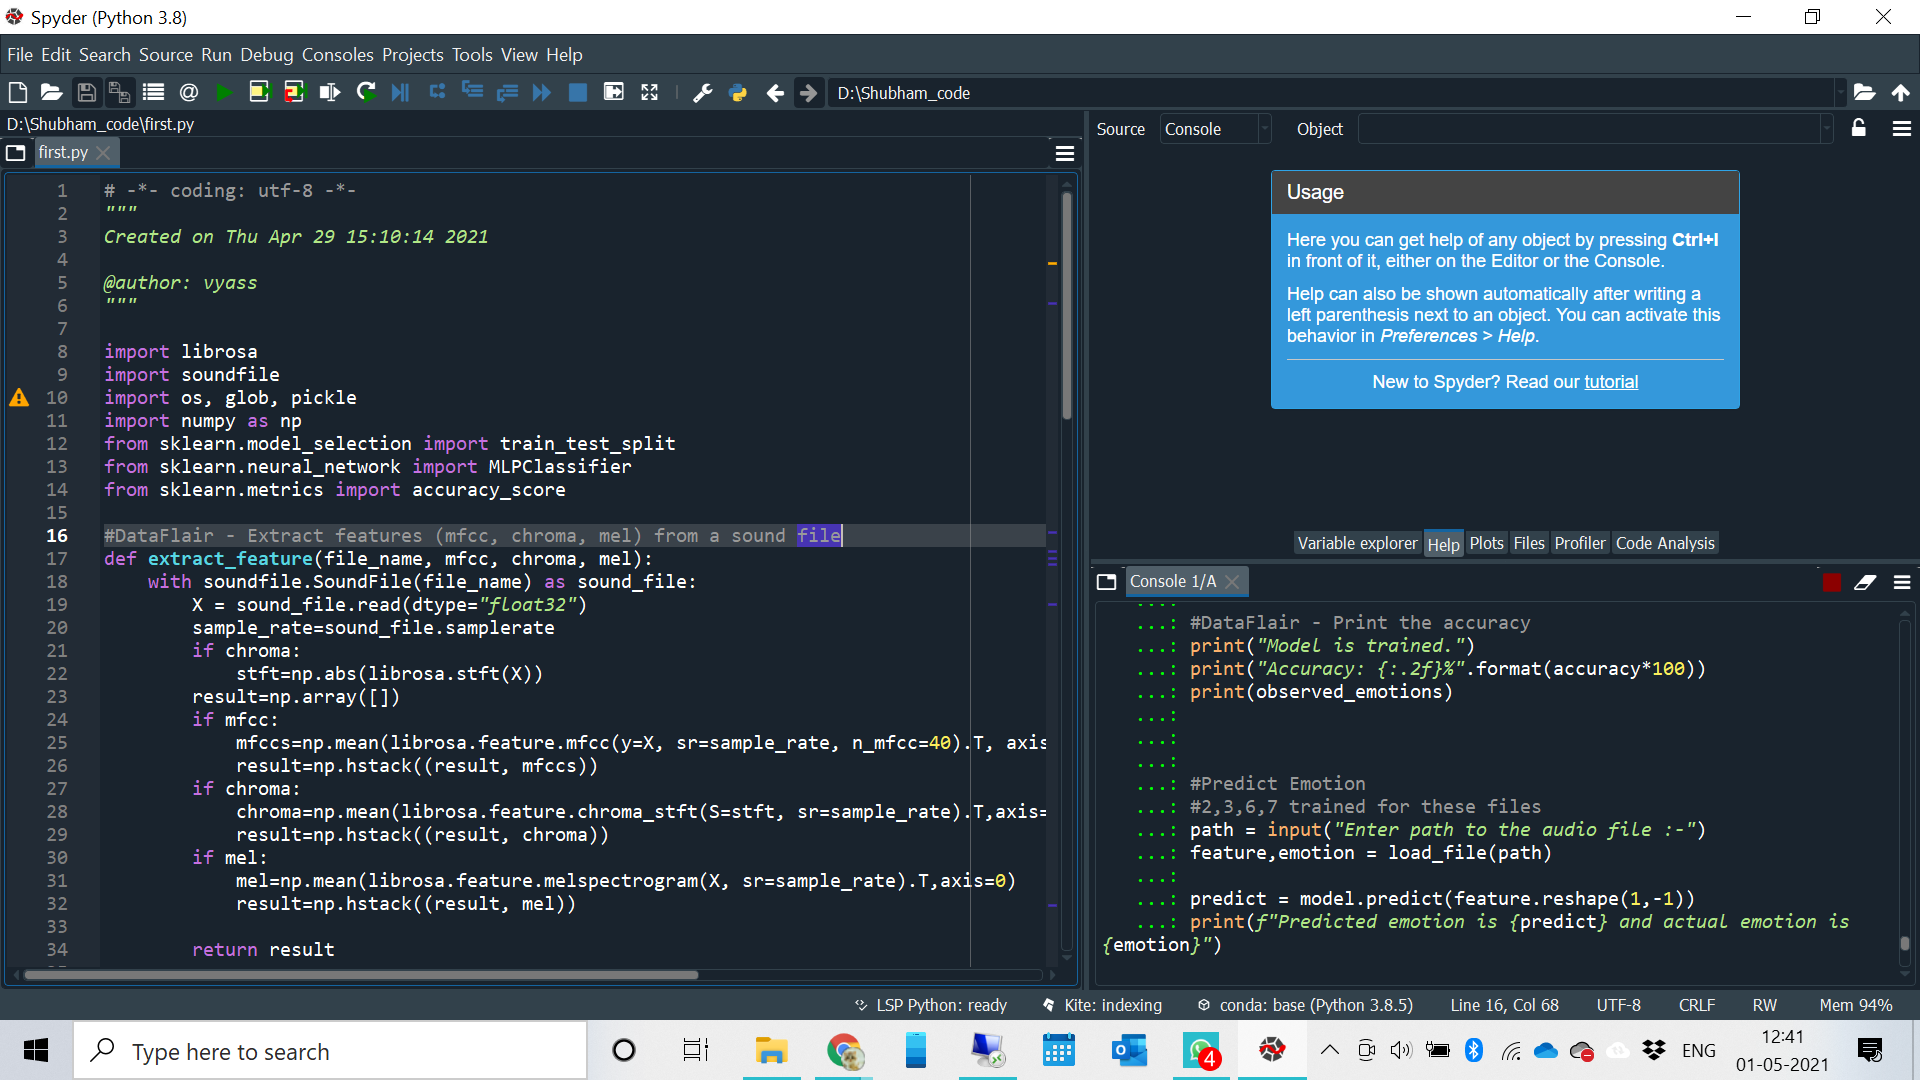 Spyder (Python 3.8)
File Edit Search Source Run Debug Consoles Projects Tools View Help
D:\Shubham_code
D:\Shubham_code\first.py
first.py
1 # -*- coding: utf-8 -*-
2 """
3 Created on Thu Apr 29 15:10:14 2021
4
5 @author: vyass
6 """
7
8 import librosa
9 import soundfile
10 import os, glob, pickle
11 import numpy as np
12 from sklearn.model_selection import train_test_split
13 from sklearn.neural_network import MLPClassifier
14 from sklearn.metrics import accuracy_score
15
16 #DataFlair - Extract features (mfcc, chroma, mel) from a sound file
17 def extract_feature(file_name, mfcc, chroma, mel):
18     with soundfile.SoundFile(file_name) as sound_file:
19         X = sound_file.read(dtype="float32")
20         sample_rate=sound_file.samplerate
21         if chroma:
22             stft=np.abs(librosa.stft(X))
23         result=np.array([])
24         if mfcc:
25             mfccs=np.mean(librosa.feature.mfcc(y=X, sr=sample_rate, n_mfcc=40).T, axis
26             result=np.hstack((result, mfccs))
27         if chroma:
28             chroma=np.mean(librosa.feature.chroma_stft(S=stft, sr=sample_rate).T,axis=
29             result=np.hstack((result, chroma))
30         if mel:
31             mel=np.mean(librosa.feature.melspectrogram(X, sr=sample_rate).T,axis=0)
32             result=np.hstack((result, mel))
33
34         return result
Source Console Object
Usage
Here you can get help of any object by pressing Ctrl+I
in front of it, either on the Editor or the Console.
Help can also be shown automatically after writing a
left parenthesis next to an object. You can activate this
behavior in Preferences > Help.
New to Spyder? Read our tutorial
Variable explorer Help Plots Files Profiler Code Analysis
Console 1/A
...: #DataFlair - Print the accuracy
...: print("Model is trained.")
...: print("Accuracy: {:.2f}%".format(accuracy*100))
...: print(observed_emotions)
...:
...:
...:
...: #Predict Emotion
...: #2,3,6,7 trained for these files
...: path = input("Enter path to the audio file :-")
...: feature,emotion = load_file(path)
...:
...: predict = model.predict(feature.reshape(1,-1))
...: print(f"Predicted emotion is {predict} and actual emotion is
{emotion}")
LSP Python: ready Kite: indexing conda: base (Python 3.8.5) Line 16, Col 68 UTF-8 CRLF RW Mem 94%
Type here to search
4
ENG
12:41
01-05-2021